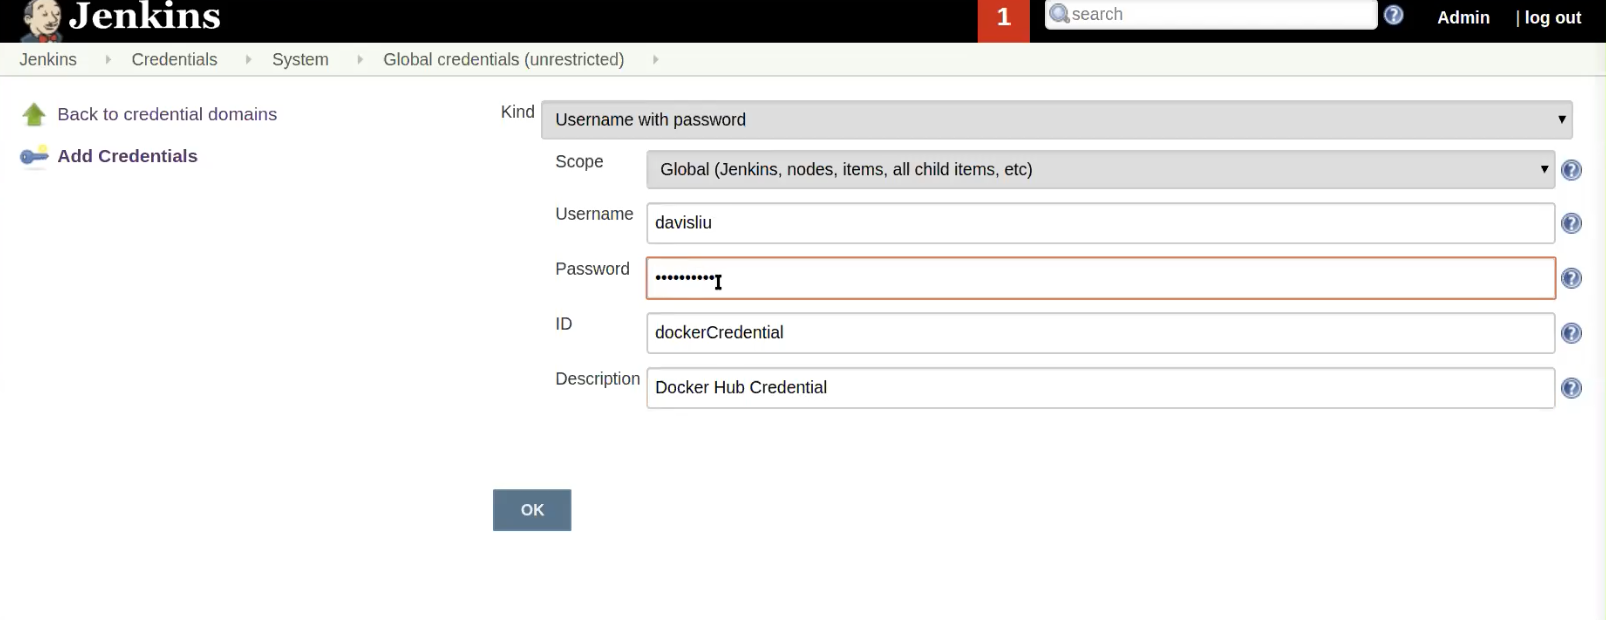 Jenkins
1
search
Admin | log out
Jenkins Credentials System Global credentials (unrestricted)
Back to credential domains
Add Credentials
Kind Username with password
Scope Global (Jenkins, nodes, items, all child items, etc)
Username davisliu
Password ••••••••••
ID dockerCredential
Description Docker Hub Credential
OK